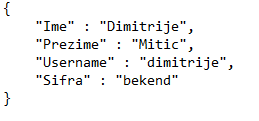 {
"Ime" : "Dimitrije",
"Prezime" : "Mitic",
"Username" : "dimitrije",
"Sifra" : "bekend"
}